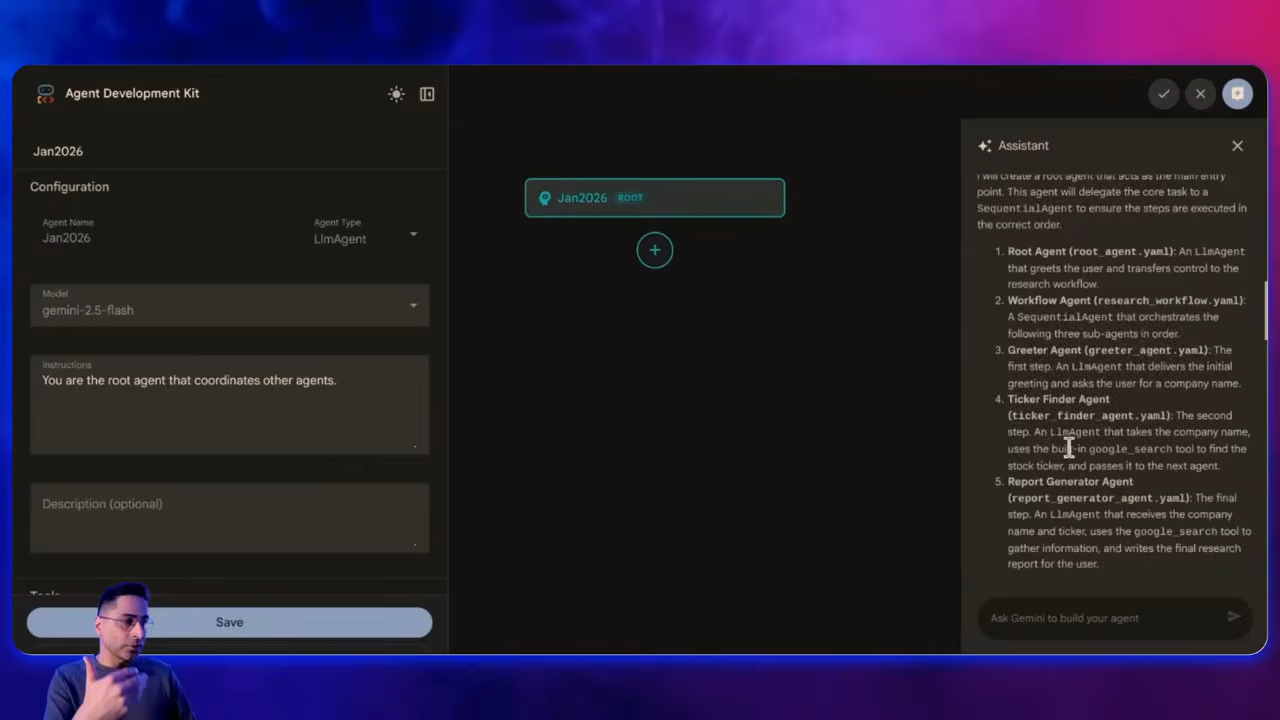 Agent Development Kit
Jan2026
Configuration
Agent Name
Jan2026
Agent Type
LlmAgent
Model
gemini-2.5-flash
Instructions
You are the root agent that coordinates other agents.
Description (optional)
Tools
Save
Jan2026 ROOT
Assistant
I will create a root agent that acts as the main entry
point. This agent will delegate the core task to a
SequentialAgent to ensure the steps are executed in
the correct order.
1. Root Agent (root_agent.yaml): An LlmAgent
that greets the user and transfers control to the
research workflow.
2. Workflow Agent (research_workflow.yaml):
A SequentialAgent that orchestrates the
following three sub-agents in order.
3. Greeter Agent (greeter_agent.yaml): The
first step. An LlmAgent that delivers the initial
greeting and asks the user for a company name.
4. Ticker Finder Agent
(ticker_finder_agent.yaml): The second
step. An LlmAgent that takes the company name,
uses the built-in google_search tool to find the
stock ticker, and passes it to the next agent.
5. Report Generator Agent
(report_generator_agent.yaml): The final
step. An LlmAgent that receives the company
name and ticker, uses the google_search tool to
gather information, and writes the final research
report for the user.
Ask Gemini to build your agent